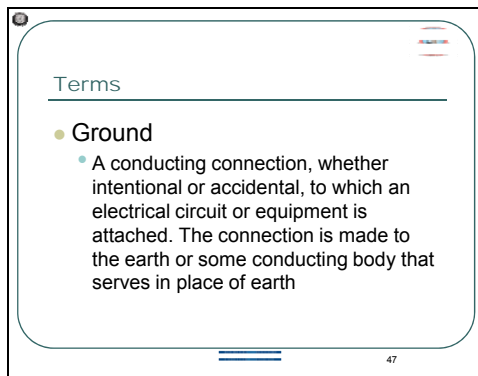 Terms
Ground
A conducting connection, whether
intentional or accidental, to which an
electrical circuit or equipment is
attached. The connection is made to
the earth or some conducting body that
serves in place of earth
47